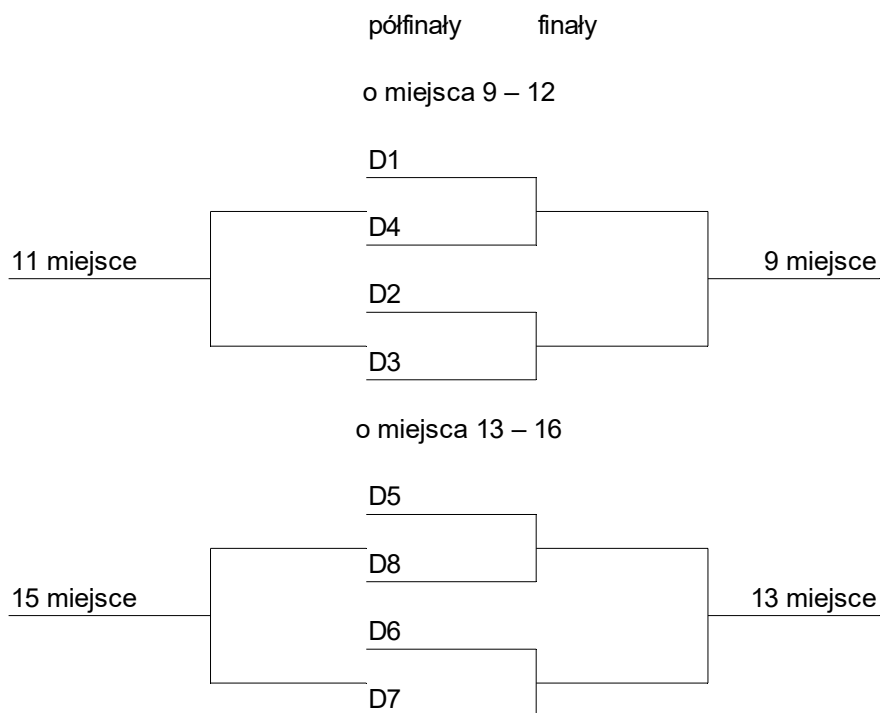 półfinały finały
o miejsca 9 – 12
D1
D4
11 miejsce 9 miejsce
D2
D3
o miejsca 13 – 16
D5
D8
15 miejsce 13 miejsce
D6
D7